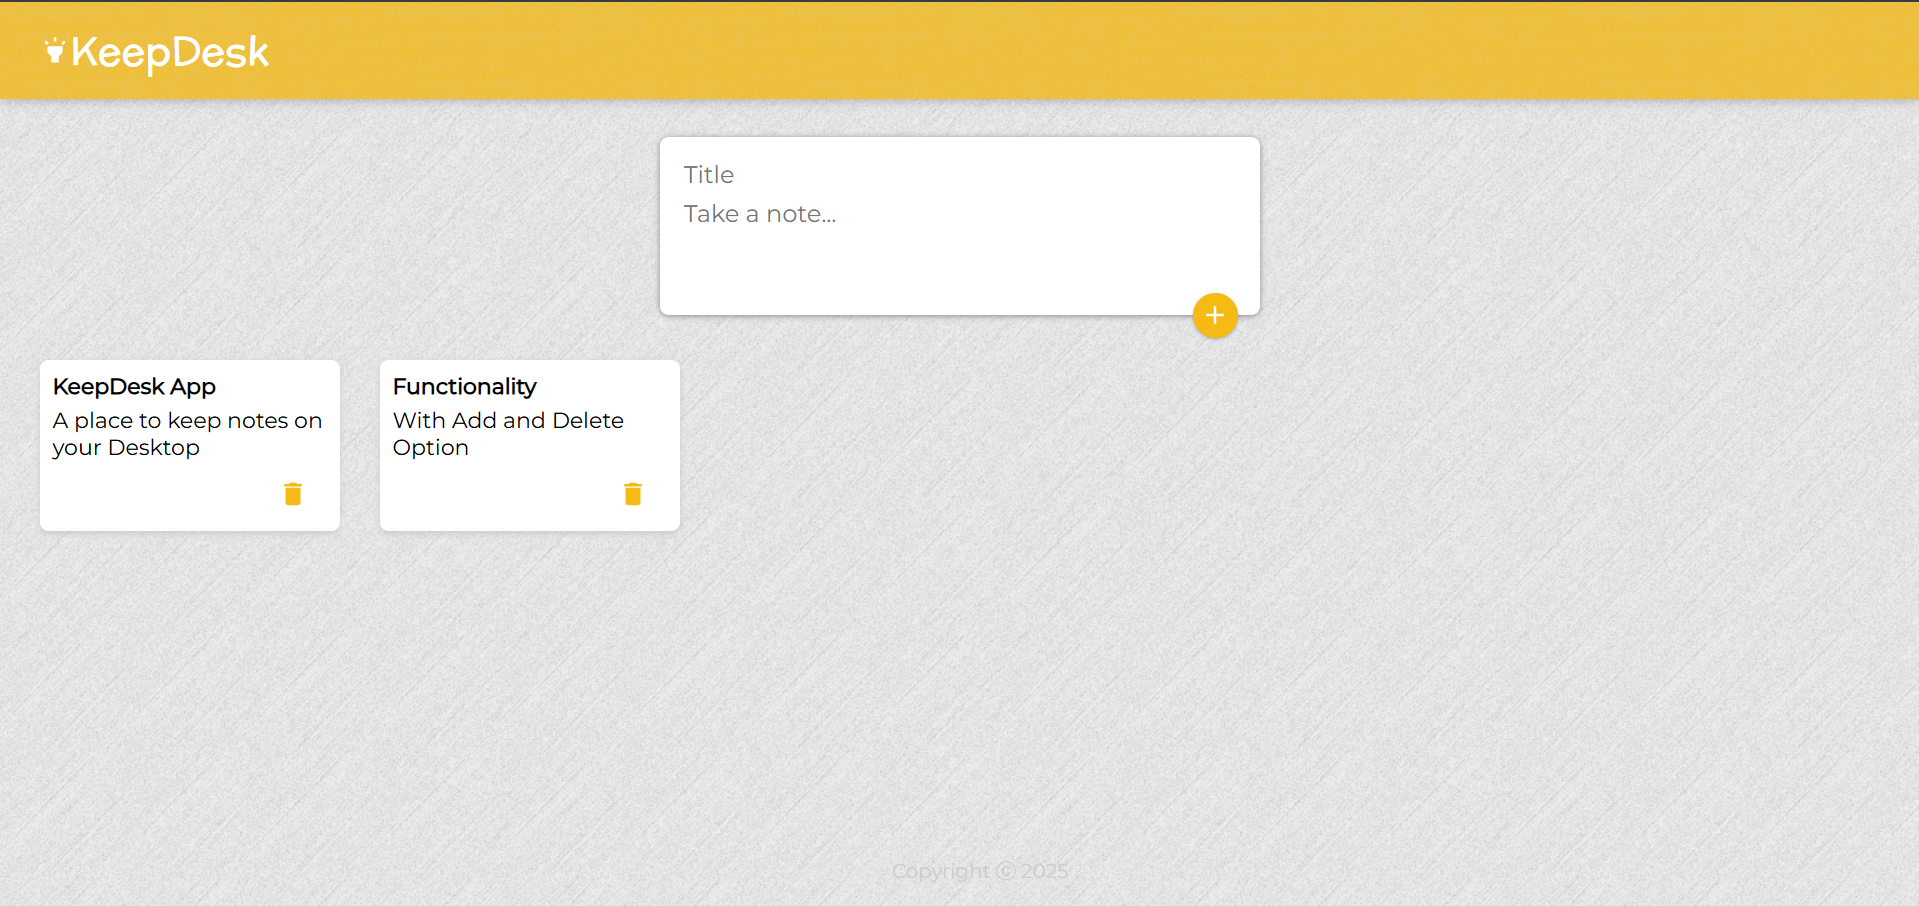 KeepDesk
Title
Take a note...
KeepDesk App
A place to keep notes on
your Desktop
Functionality
With Add and Delete
Option
Copyright ⓒ 2025